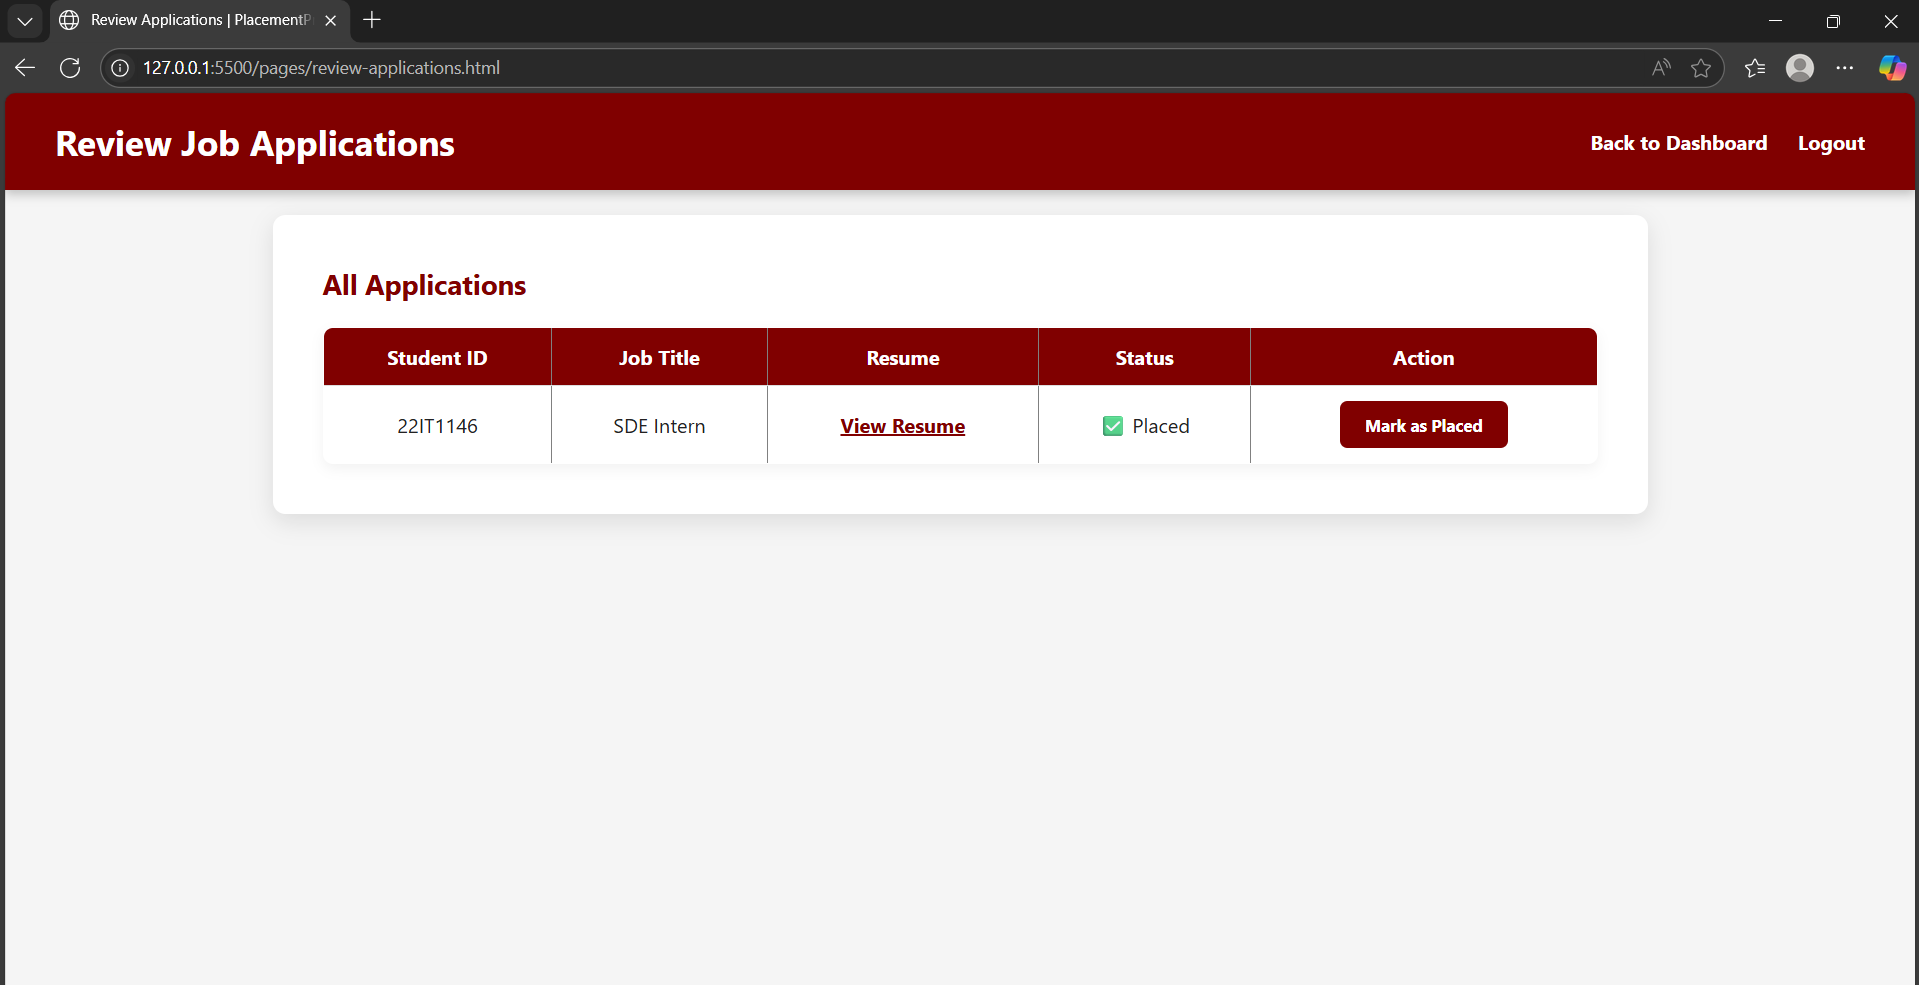 Review Applications | PlacementP
127.0.0.1:5500/pages/review-applications.html
Review Job Applications
Back to Dashboard
Logout
All Applications
Student ID Job Title Resume Status Action
22IT1146 SDE Intern View Resume ✅ Placed Mark as Placed